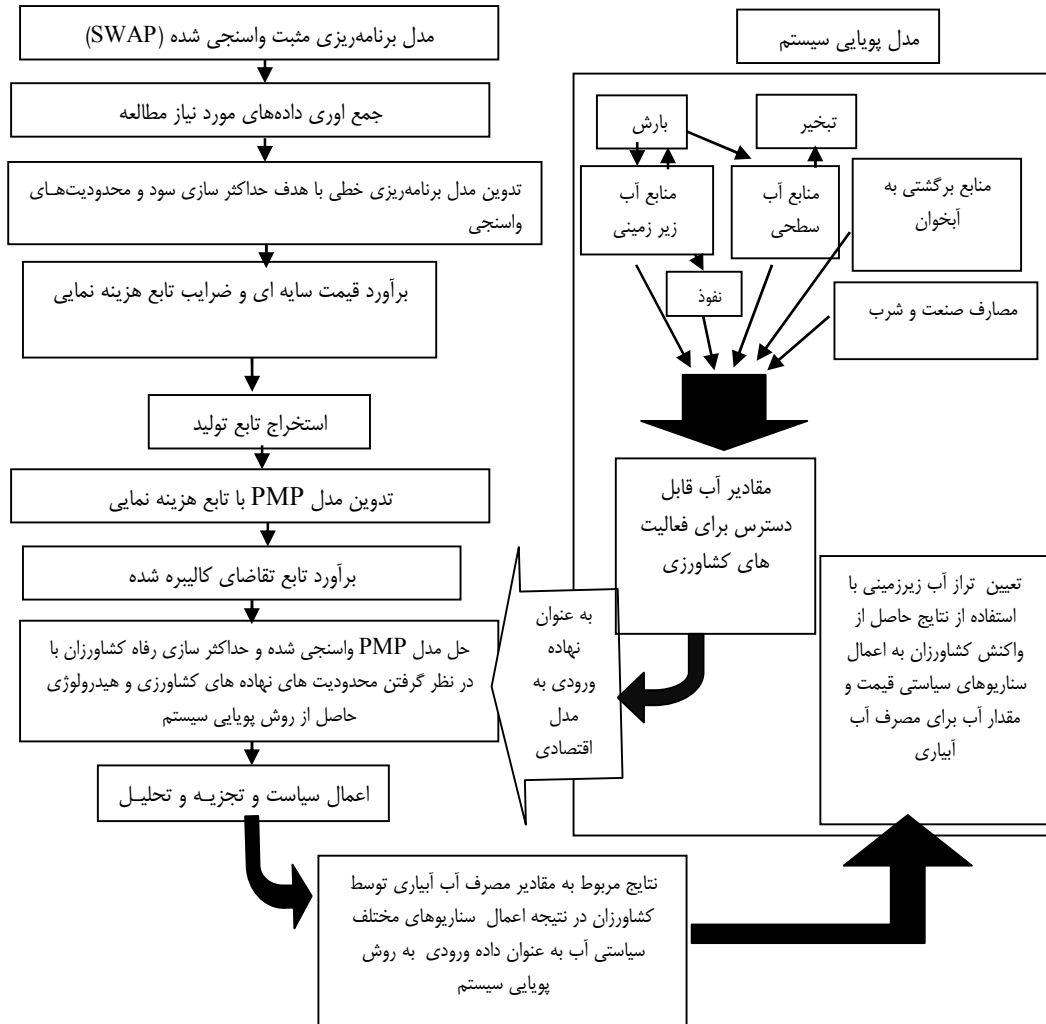 مدل برنامه‌ریزی مثبت واسنجی شده (SWAP)
جمع اوری داده‌های مورد نیاز مطالعه
تدوین مدل برنامه‌ریزی خطی با هدف حداکثر سازی سود و محدودیت‌هـای
واسنجی
برآورد قیمت سایه ای و ضرایب تابع هزینه نمایی
استخراج تابع تولید
تدوین مدل PMP با تابع هزینه نمایی
برآورد تابع تقاضای کالیبره شده
حل مدل PMP واسنجی شده و حداکثر سازی رفاه کشاورزان با
در نظر گرفتن محدودیت های نهاده های کشاورزی و هیدرولوژی
حاصل از روش پویایی سیستم
اعمال سیاست و تجزیـه و تحلیـل
مدل پویایی سیستم
بارش
تبخیر
منابع آب
زیر زمینی
منابع آب
سطحی
منابع برگشتی به
آبخوان
نفوذ
مصارف صنعت و شرب
مقادیر آب قابل
دسترس برای فعالیت
های کشاورزی
به عنوان
نهاده
ورودی به
مدل
اقتصادی
تعیین تراز آب زیرزمینی با
استفاده از نتایج حاصل از
واکنش کشاورزان به اعمال
سناریوهای سیاستی قیمت و
مقدار آب برای مصرف آب
آبیاری
نتایج مربوط به مقادیر مصرف آب آبیاری توسط
کشاورزان در نتیجه اعمال سناریوهای مختلف
سیاستی آب به عنوان داده ورودی به روش
پویایی سیستم